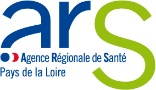 ars
Agence Régionale de Santé
Pays de la Loire